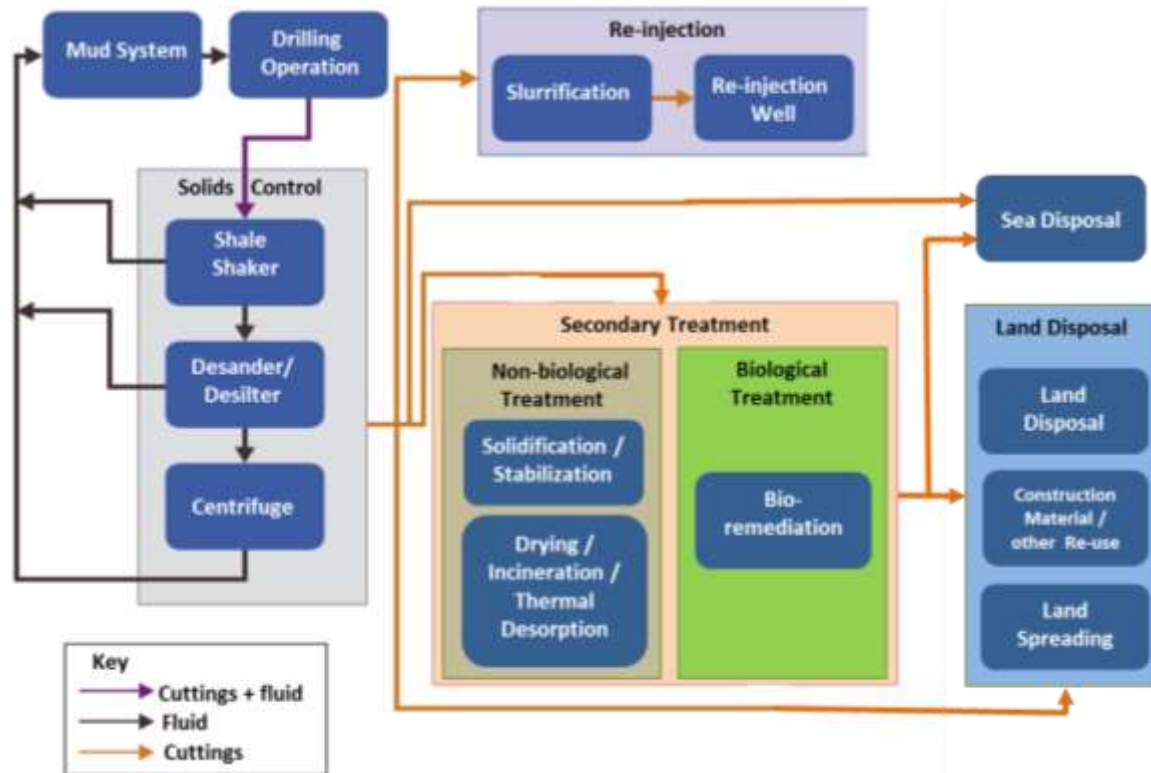 Mud System
Drilling
Operation
Re-injection
Slurrification
Re-injection
Well
Solids Control
Shale
Shaker
Desander/
Desilter
Centrifuge
Sea Disposal
Secondary Treatment
Non-biological
Treatment
Solidification /
Stabilization
Drying /
Incineration /
Thermal
Desorption
Biological
Treatment
Bio-
remediation
Land Disposal
Land
Disposal
Construction
Material /
other Re-use
Land
Spreading
Key
Cuttings + fluid
Fluid
Cuttings